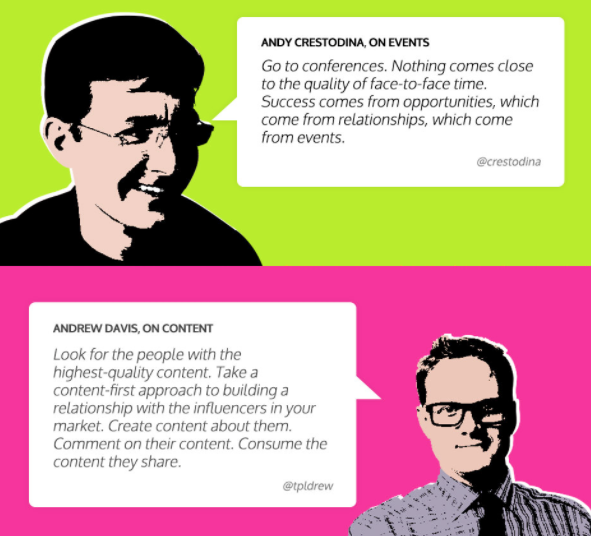 ANDY CRESTODINA, ON EVENTS
Go to conferences. Nothing comes close
to the quality of face-to-face time.
Success comes from opportunities, which
come from relationships, which come
from events.
@crestodina
ANDREW DAVIS, ON CONTENT
Look for the people with the
highest-quality content. Take a
content-first approach to building a
relationship with the influencers in your
market. Create content about them.
Comment on their content. Consume the
content they share.
@tpldrew